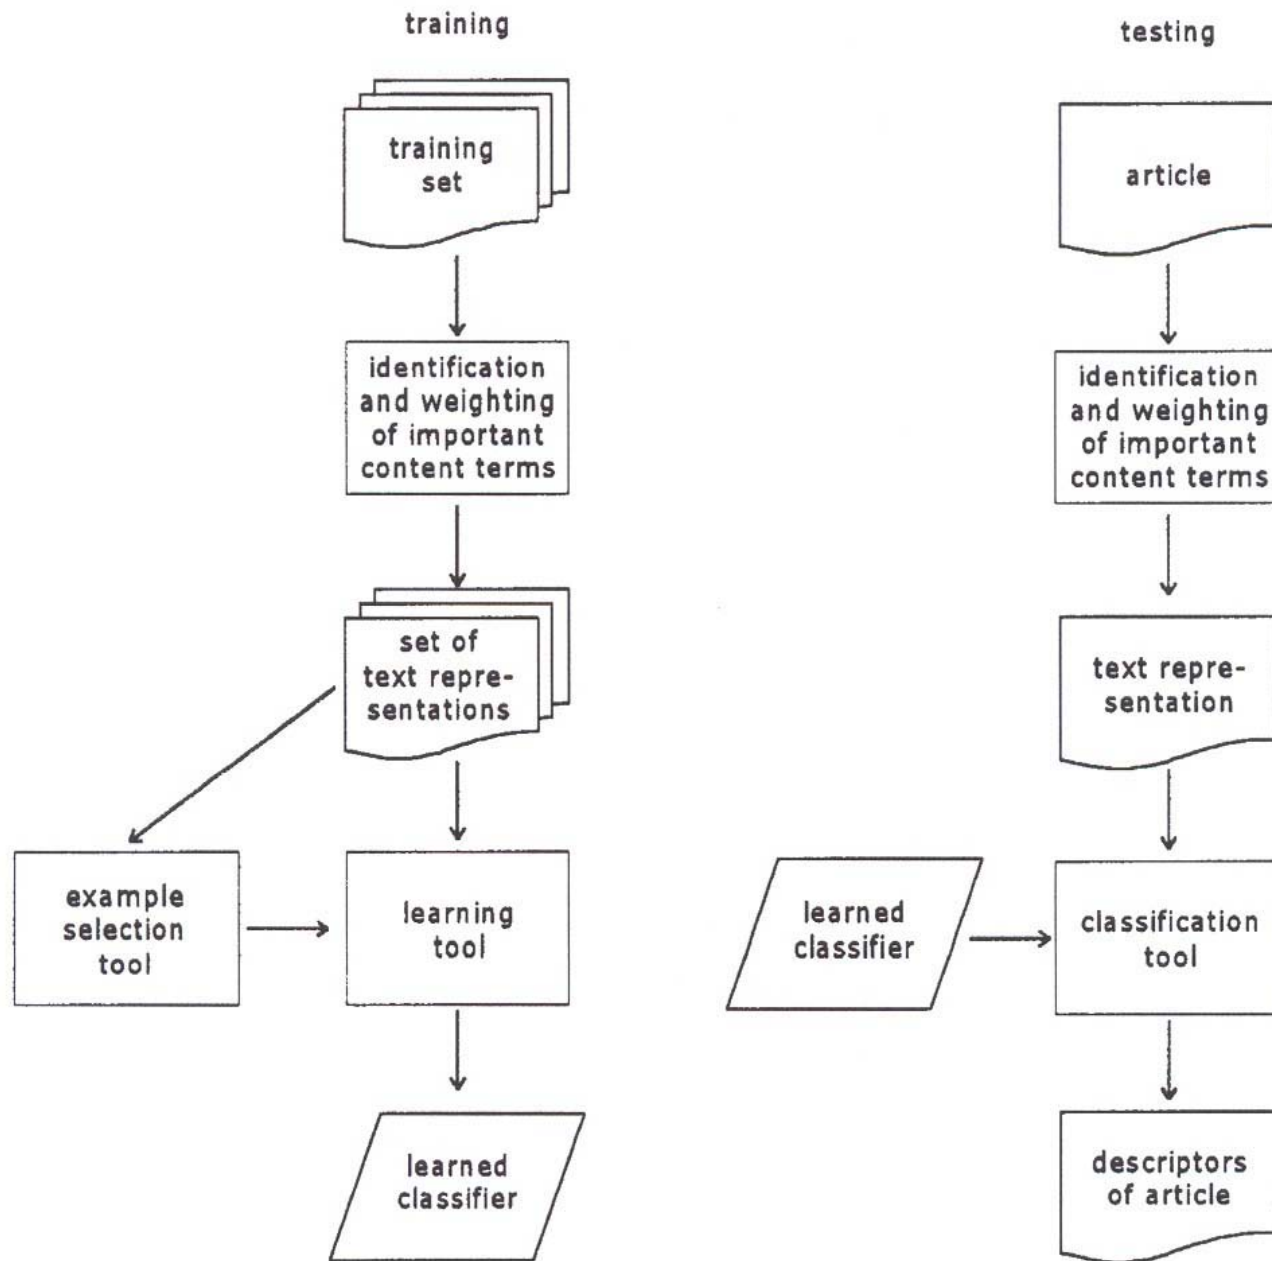 training
training
set
identification
and weighting
of important
content terms
set of
text repre-
sentations
example
selection
tool
learning
tool
learned
classifier
testing
article
identification
and weighting
of important
content terms
text repre-
sentation
learned
classifier
classification
tool
descriptors
of article